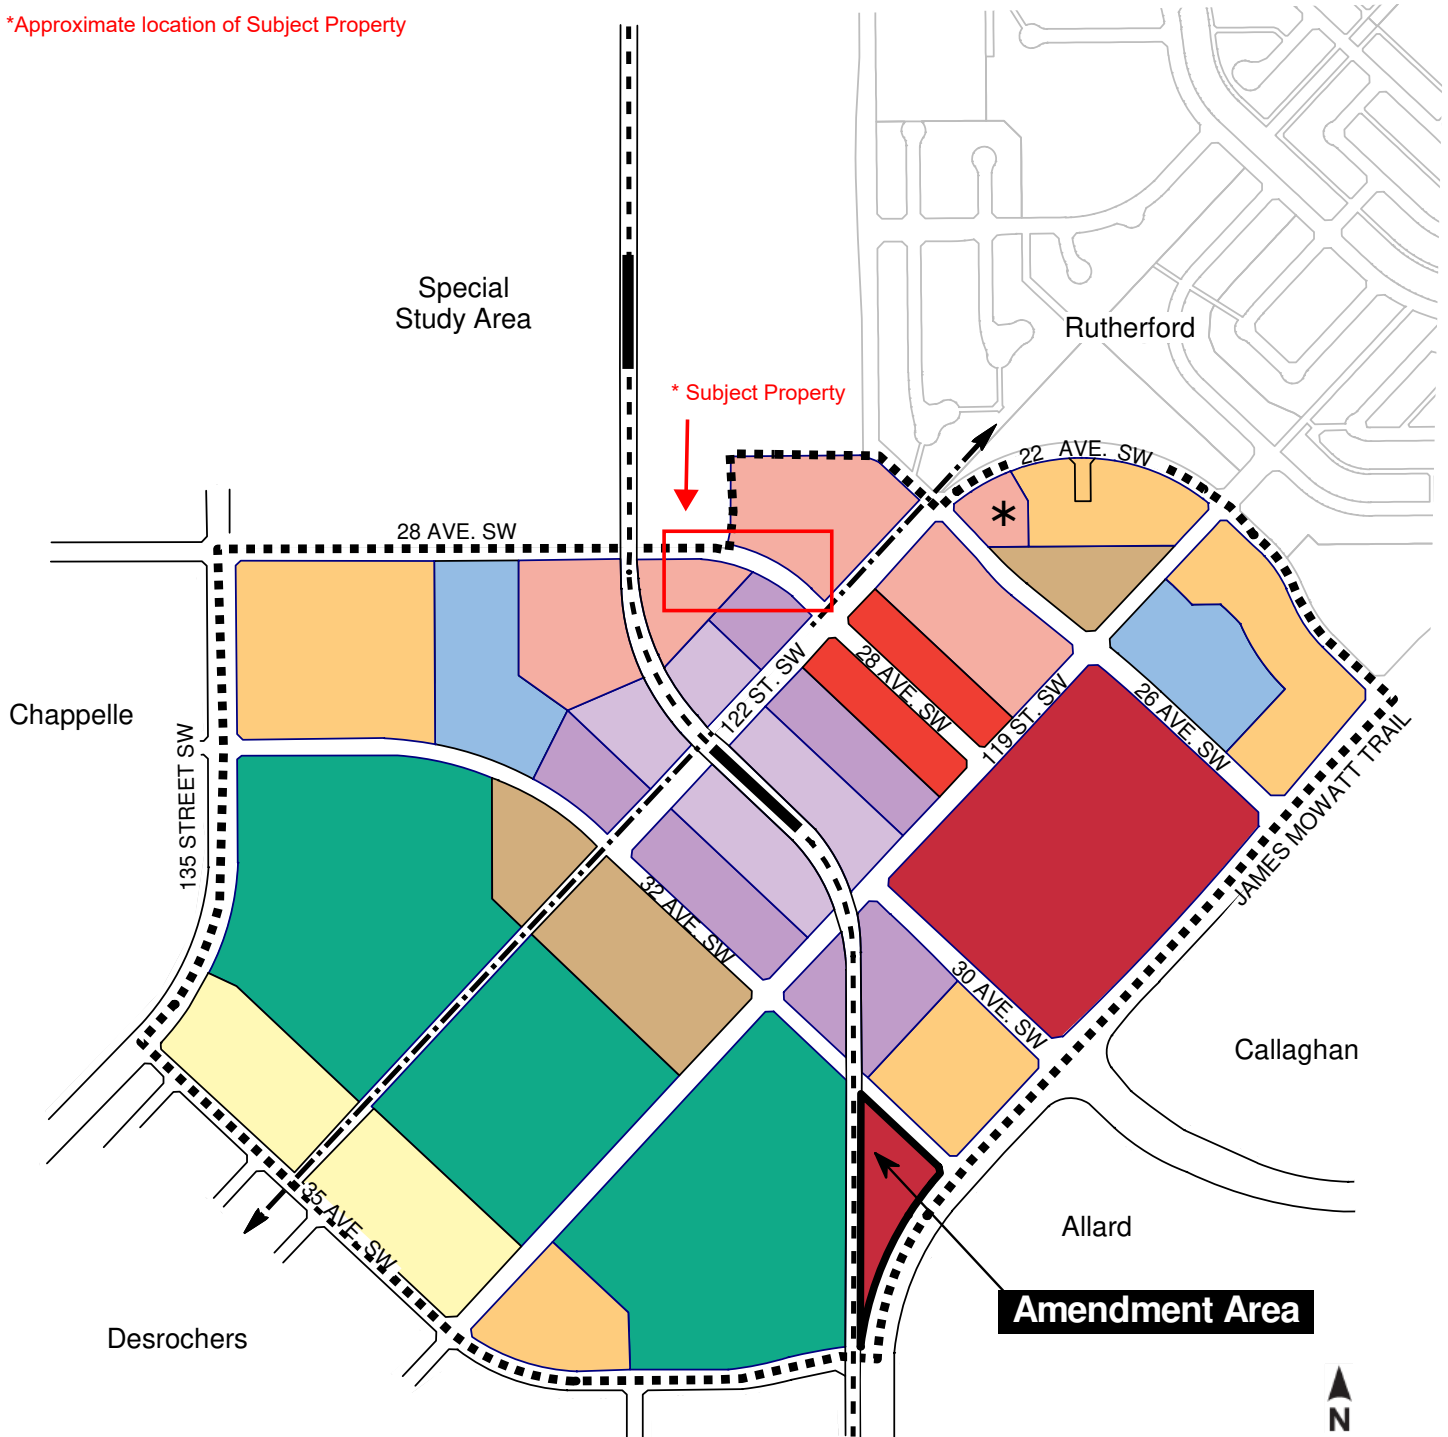 *Approximate location of Subject Property
Special
Study Area
Rutherford
* Subject Property
22 AVE. SW
*
28 AVE. SW
Chappelle
135 STREET SW
122 ST. SW
28 AVE. SW
119 ST. SW
26 AVE. SW
JAMES MOWATT TRAIL
32 AVE. SW
30 AVE. SW
Callaghan
35 AVE. SW
Allard
Amendment Area
Desrochers
N